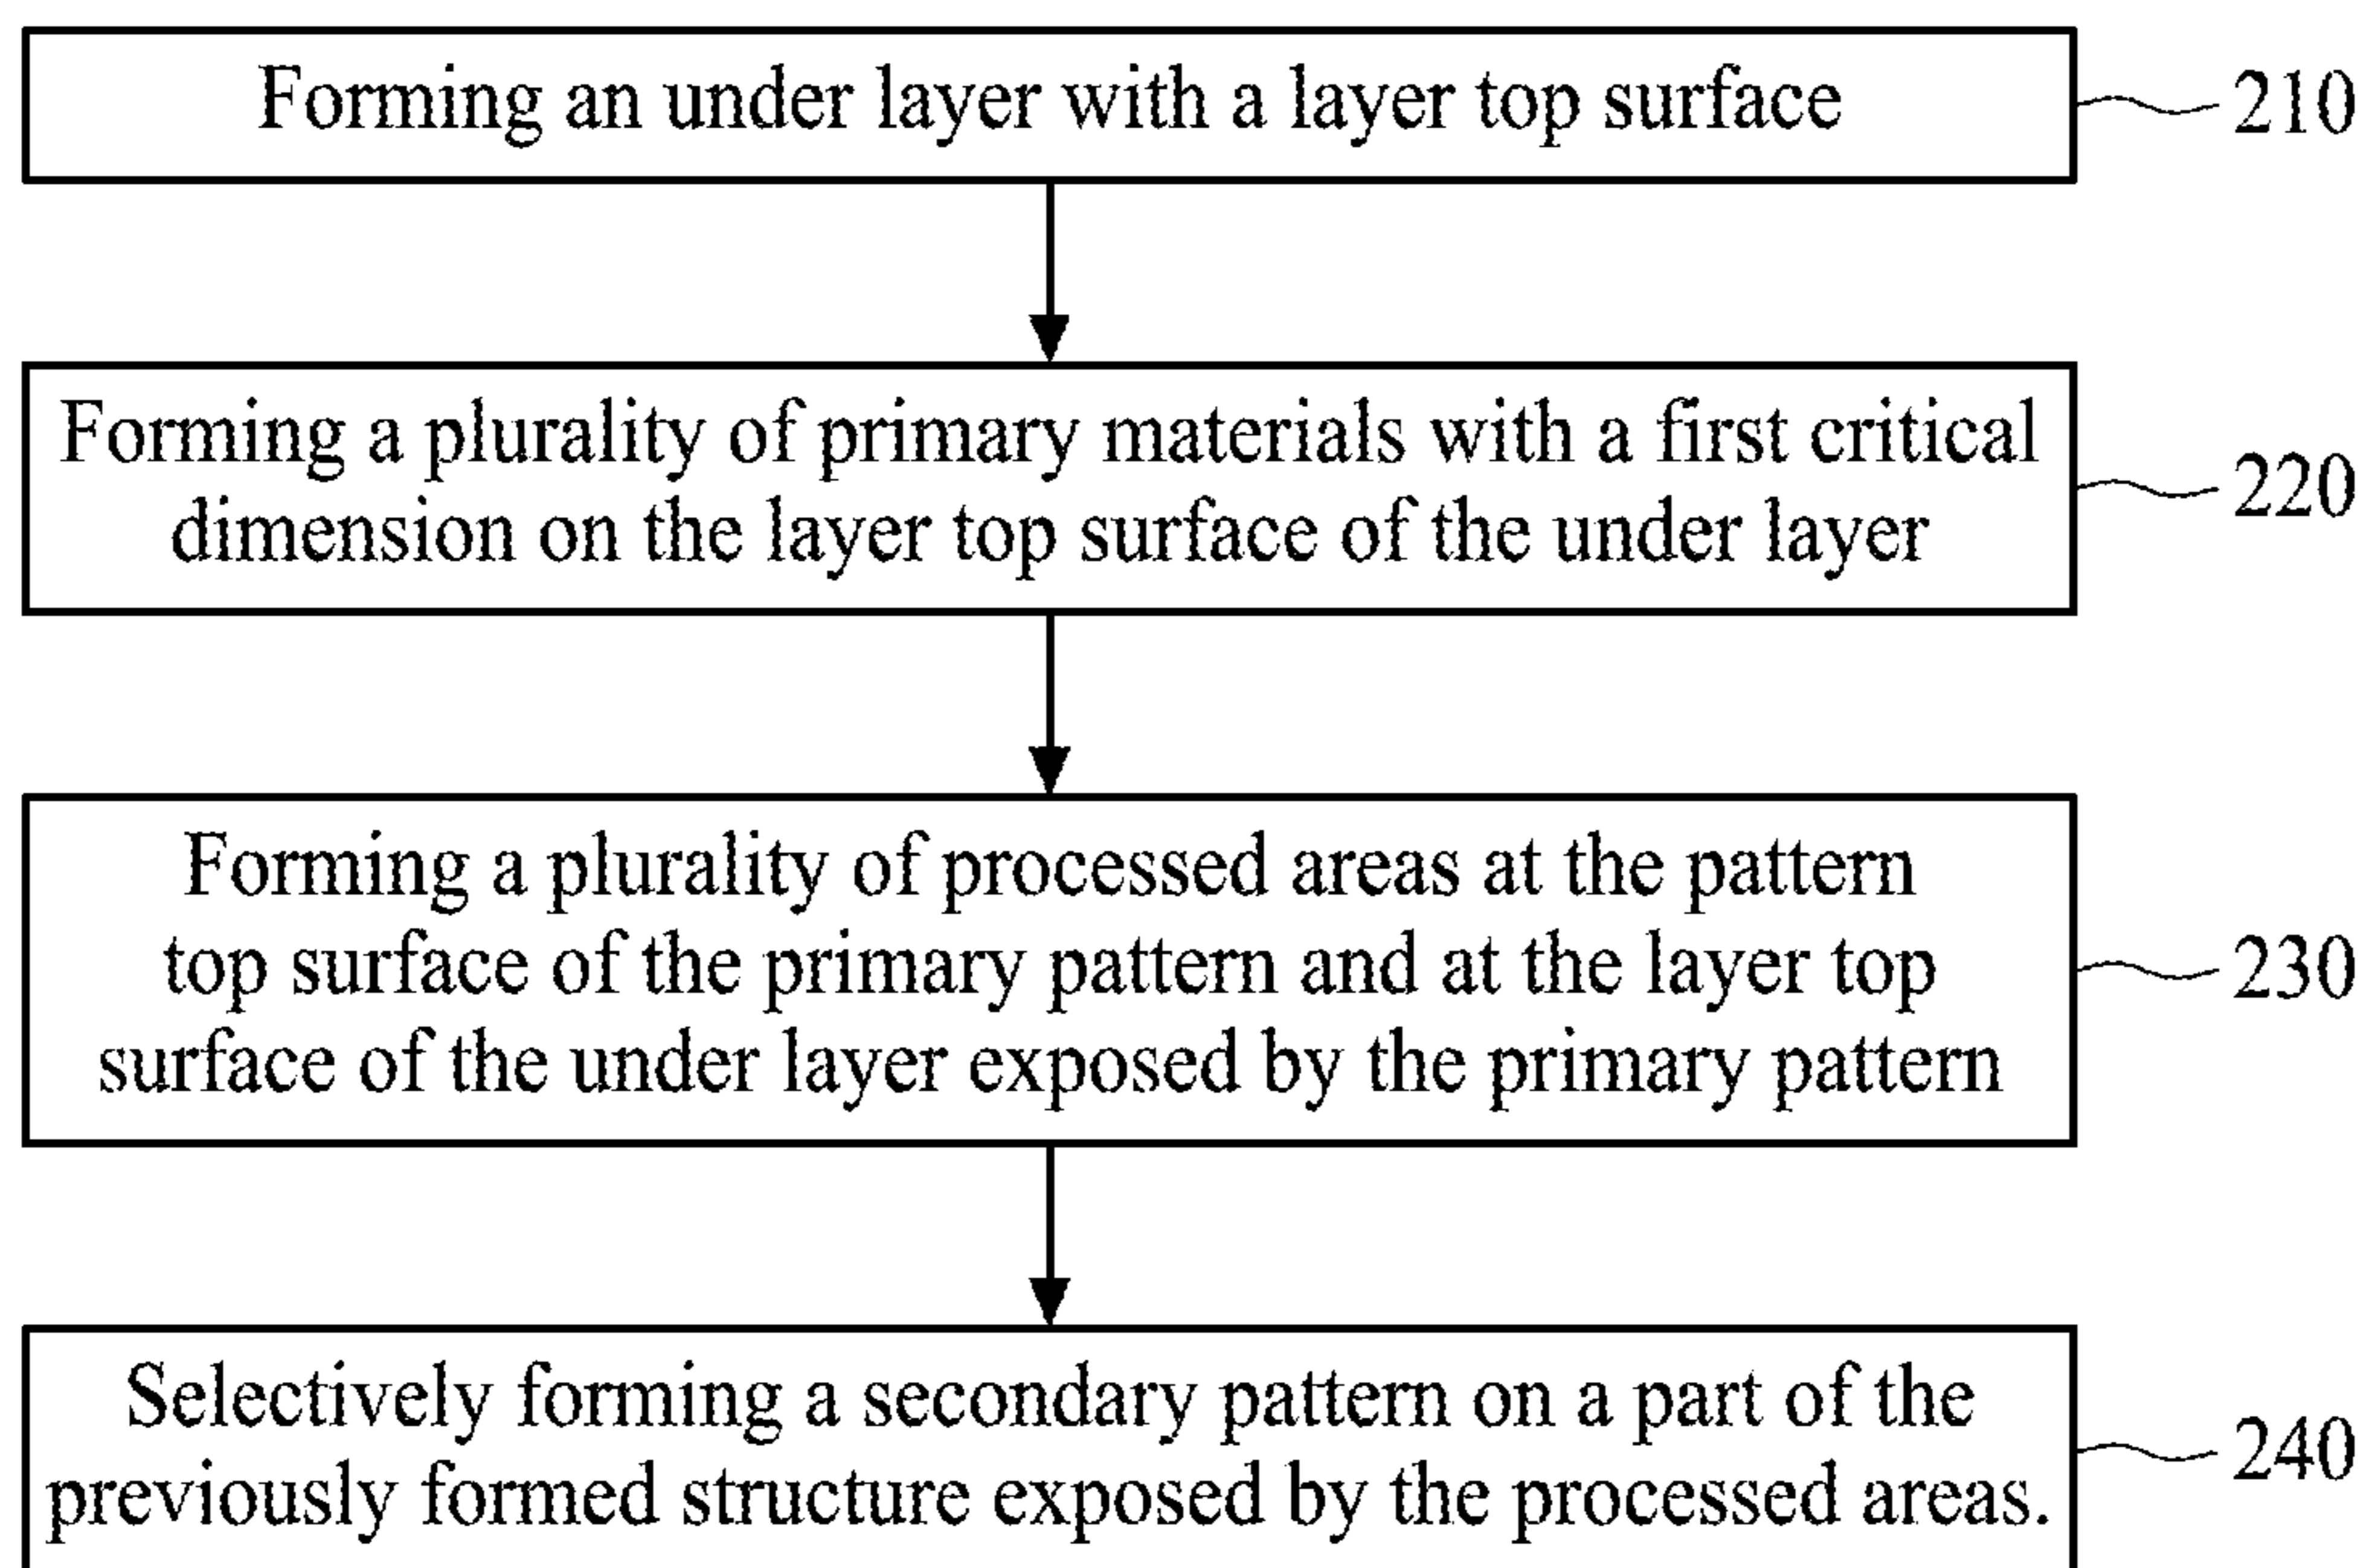 Forming an under layer with a layer top surface
210
Forming a plurality of primary materials with a first critical
dimension on the layer top surface of the under layer
220
Forming a plurality of processed areas at the pattern
top surface of the primary pattern and at the layer top
surface of the under layer exposed by the primary pattern
230
Selectively forming a secondary pattern on a part of the
previously formed structure exposed by the processed areas.
240